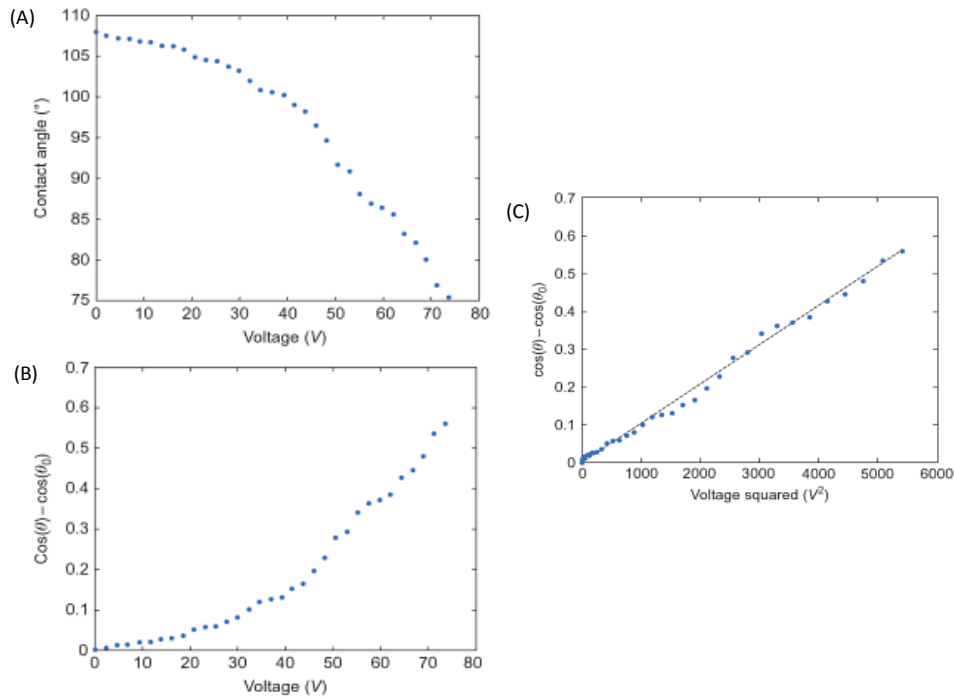 (A)
110
105
100
95
90
85
80
75
Contact angle (°)
0 10 20 30 40 50 60 70 80
Voltage (V)
(B)
0.7
0.6
0.5
0.4
0.3
0.2
0.1
0
Cos(θ) – cos(θ₀)
0 10 20 30 40 50 60 70 80
Voltage (V)
(C)
0.7
0.6
0.5
0.4
0.3
0.2
0.1
0
cos(θ) – cos(θ₀)
0 1000 2000 3000 4000 5000 6000
Voltage squared (V²)